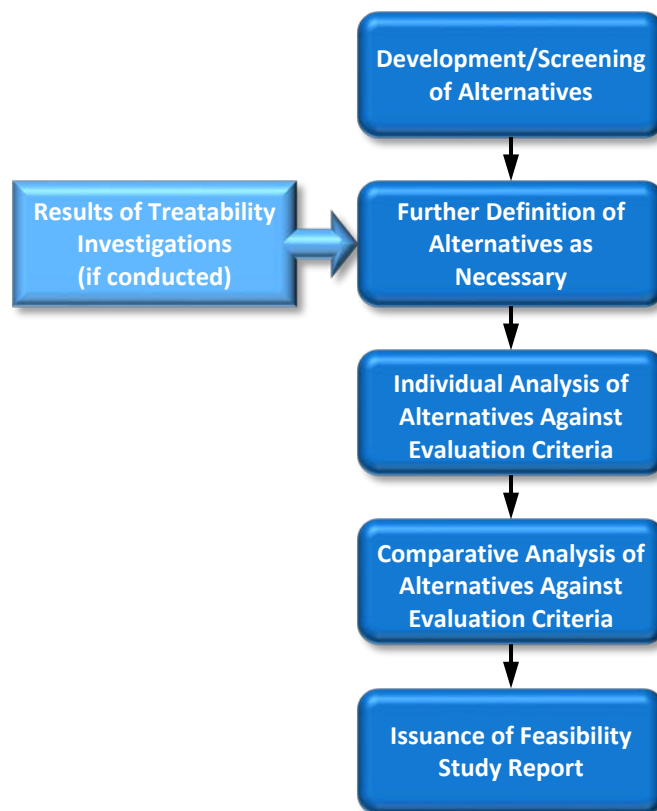 Development/Screening
of Alternatives
Results of Treatability
Investigations
(if conducted)
Further Definition of
Alternatives as
Necessary
Individual Analysis of
Alternatives Against
Evaluation Criteria
Comparative Analysis of
Alternatives Against
Evaluation Criteria
Issuance of Feasibility
Study Report